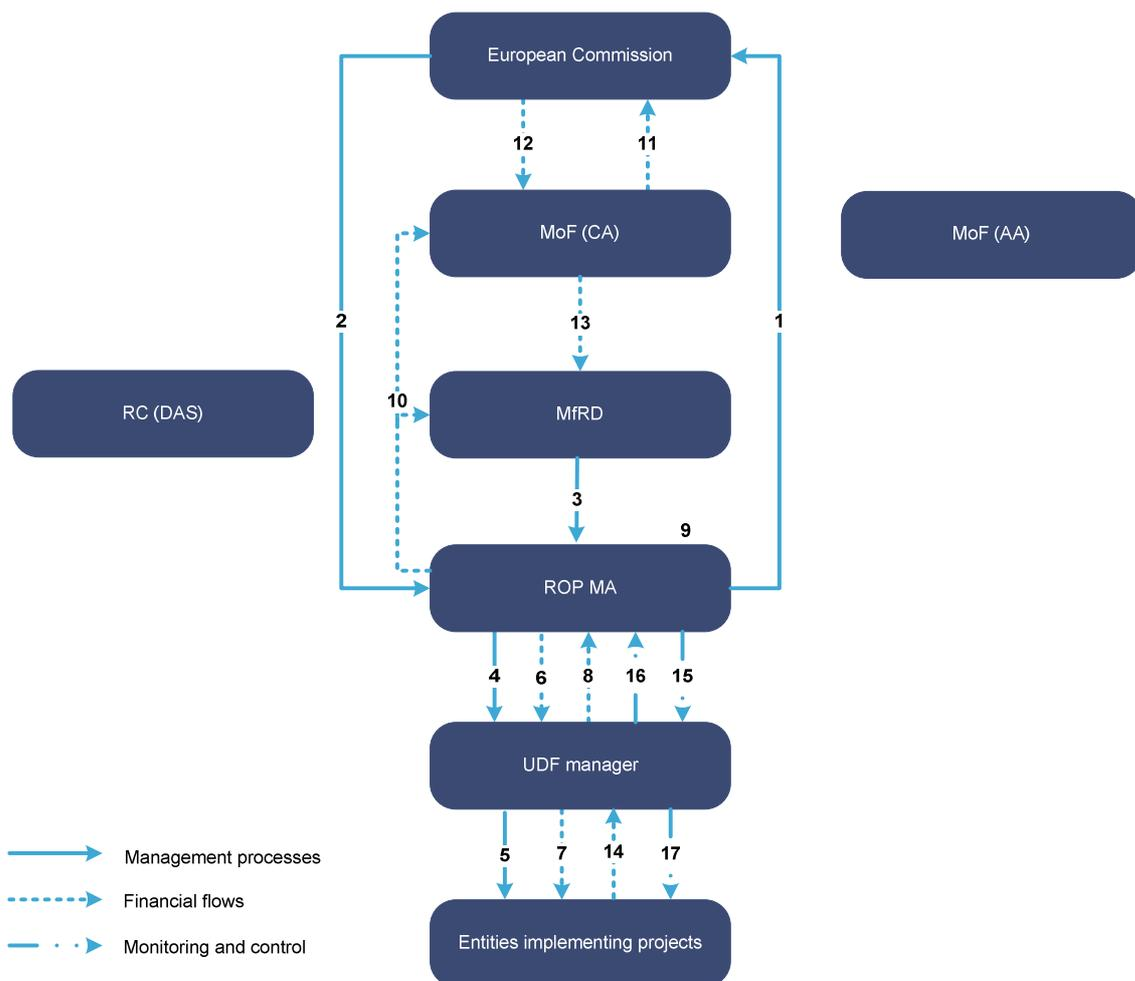 European Commission
12
11
MoF (CA)
MoF (AA)
2
13
1
10
RC (DAS)
MfRD
3
9
ROP MA
4
6
8
16
15
UDF manager
5
7
14
17
Management processes
Financial flows
Entities implementing projects
Monitoring and control